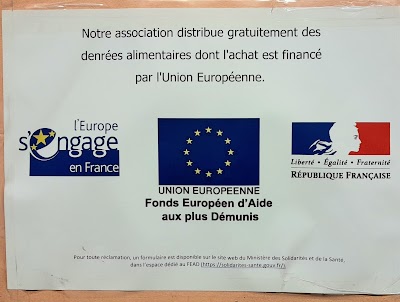 Notre association distribue gratuitement des
denrées alimentaires dont l'achat est financé
par l'Union Européenne.
l'Europe
s'engage
en France
UNION EUROPEENNE
Fonds Européen d'Aide
aux plus Démunis
Liberté • Égalité • Fraternité
RÉPUBLIQUE FRANÇAISE
Pour toute réclamation, un formulaire est disponible sur le site web du Ministère des Solidarités et de la Santé,
dans l'espace dédié au FEAD (https://solidarites-sante.gouv.fr/).